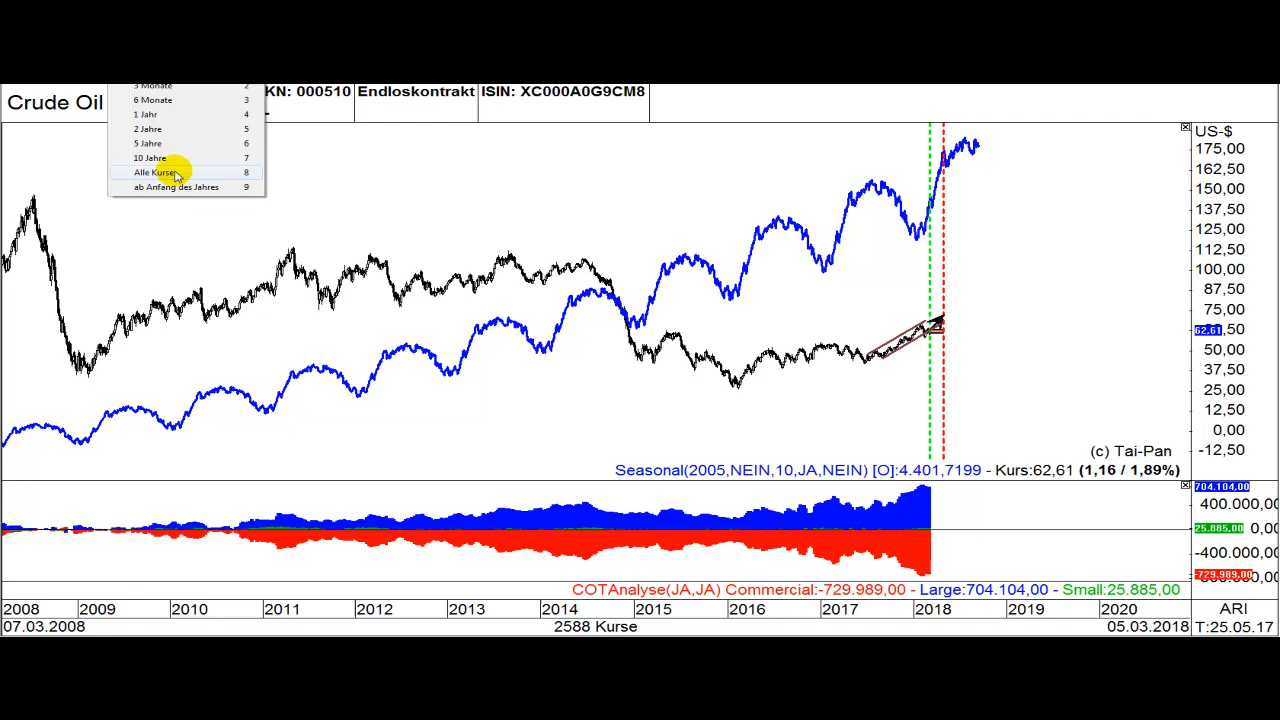 Crude Oil
KN: 000510
Endloskontrakt
ISIN: XC000A0G9CM8
3 Monate 2
6 Monate 3
1 Jahr 4
2 Jahre 5
5 Jahre 6
10 Jahre 7
Alle Kurse 8
ab Anfang des Jahres 9
US-$
175,00
162,50
150,00
137,50
125,00
112,50
100,00
87,50
75,00
62,61
,50
50,00
37,50
25,00
12,50
0,00
-12,50
(c) Tai-Pan
Seasonal(2005,NEIN,10,JA,NEIN) [O]:4.401,7199 - Kurs:62,61 (1,16 / 1,89%)
704.104,00
400.000,00
25.885,00 0,00
-400.000,00
-729.989,00
COTAnalyse(JA,JA) Commercial:-729.989,00 - Large:704.104,00 - Small:25.885,00
2008 2009 2010 2011 2012 2013 2014 2015 2016 2017 2018 2019 2020 ARI
07.03.2008 2588 Kurse 05.03.2018 T:25.05.17